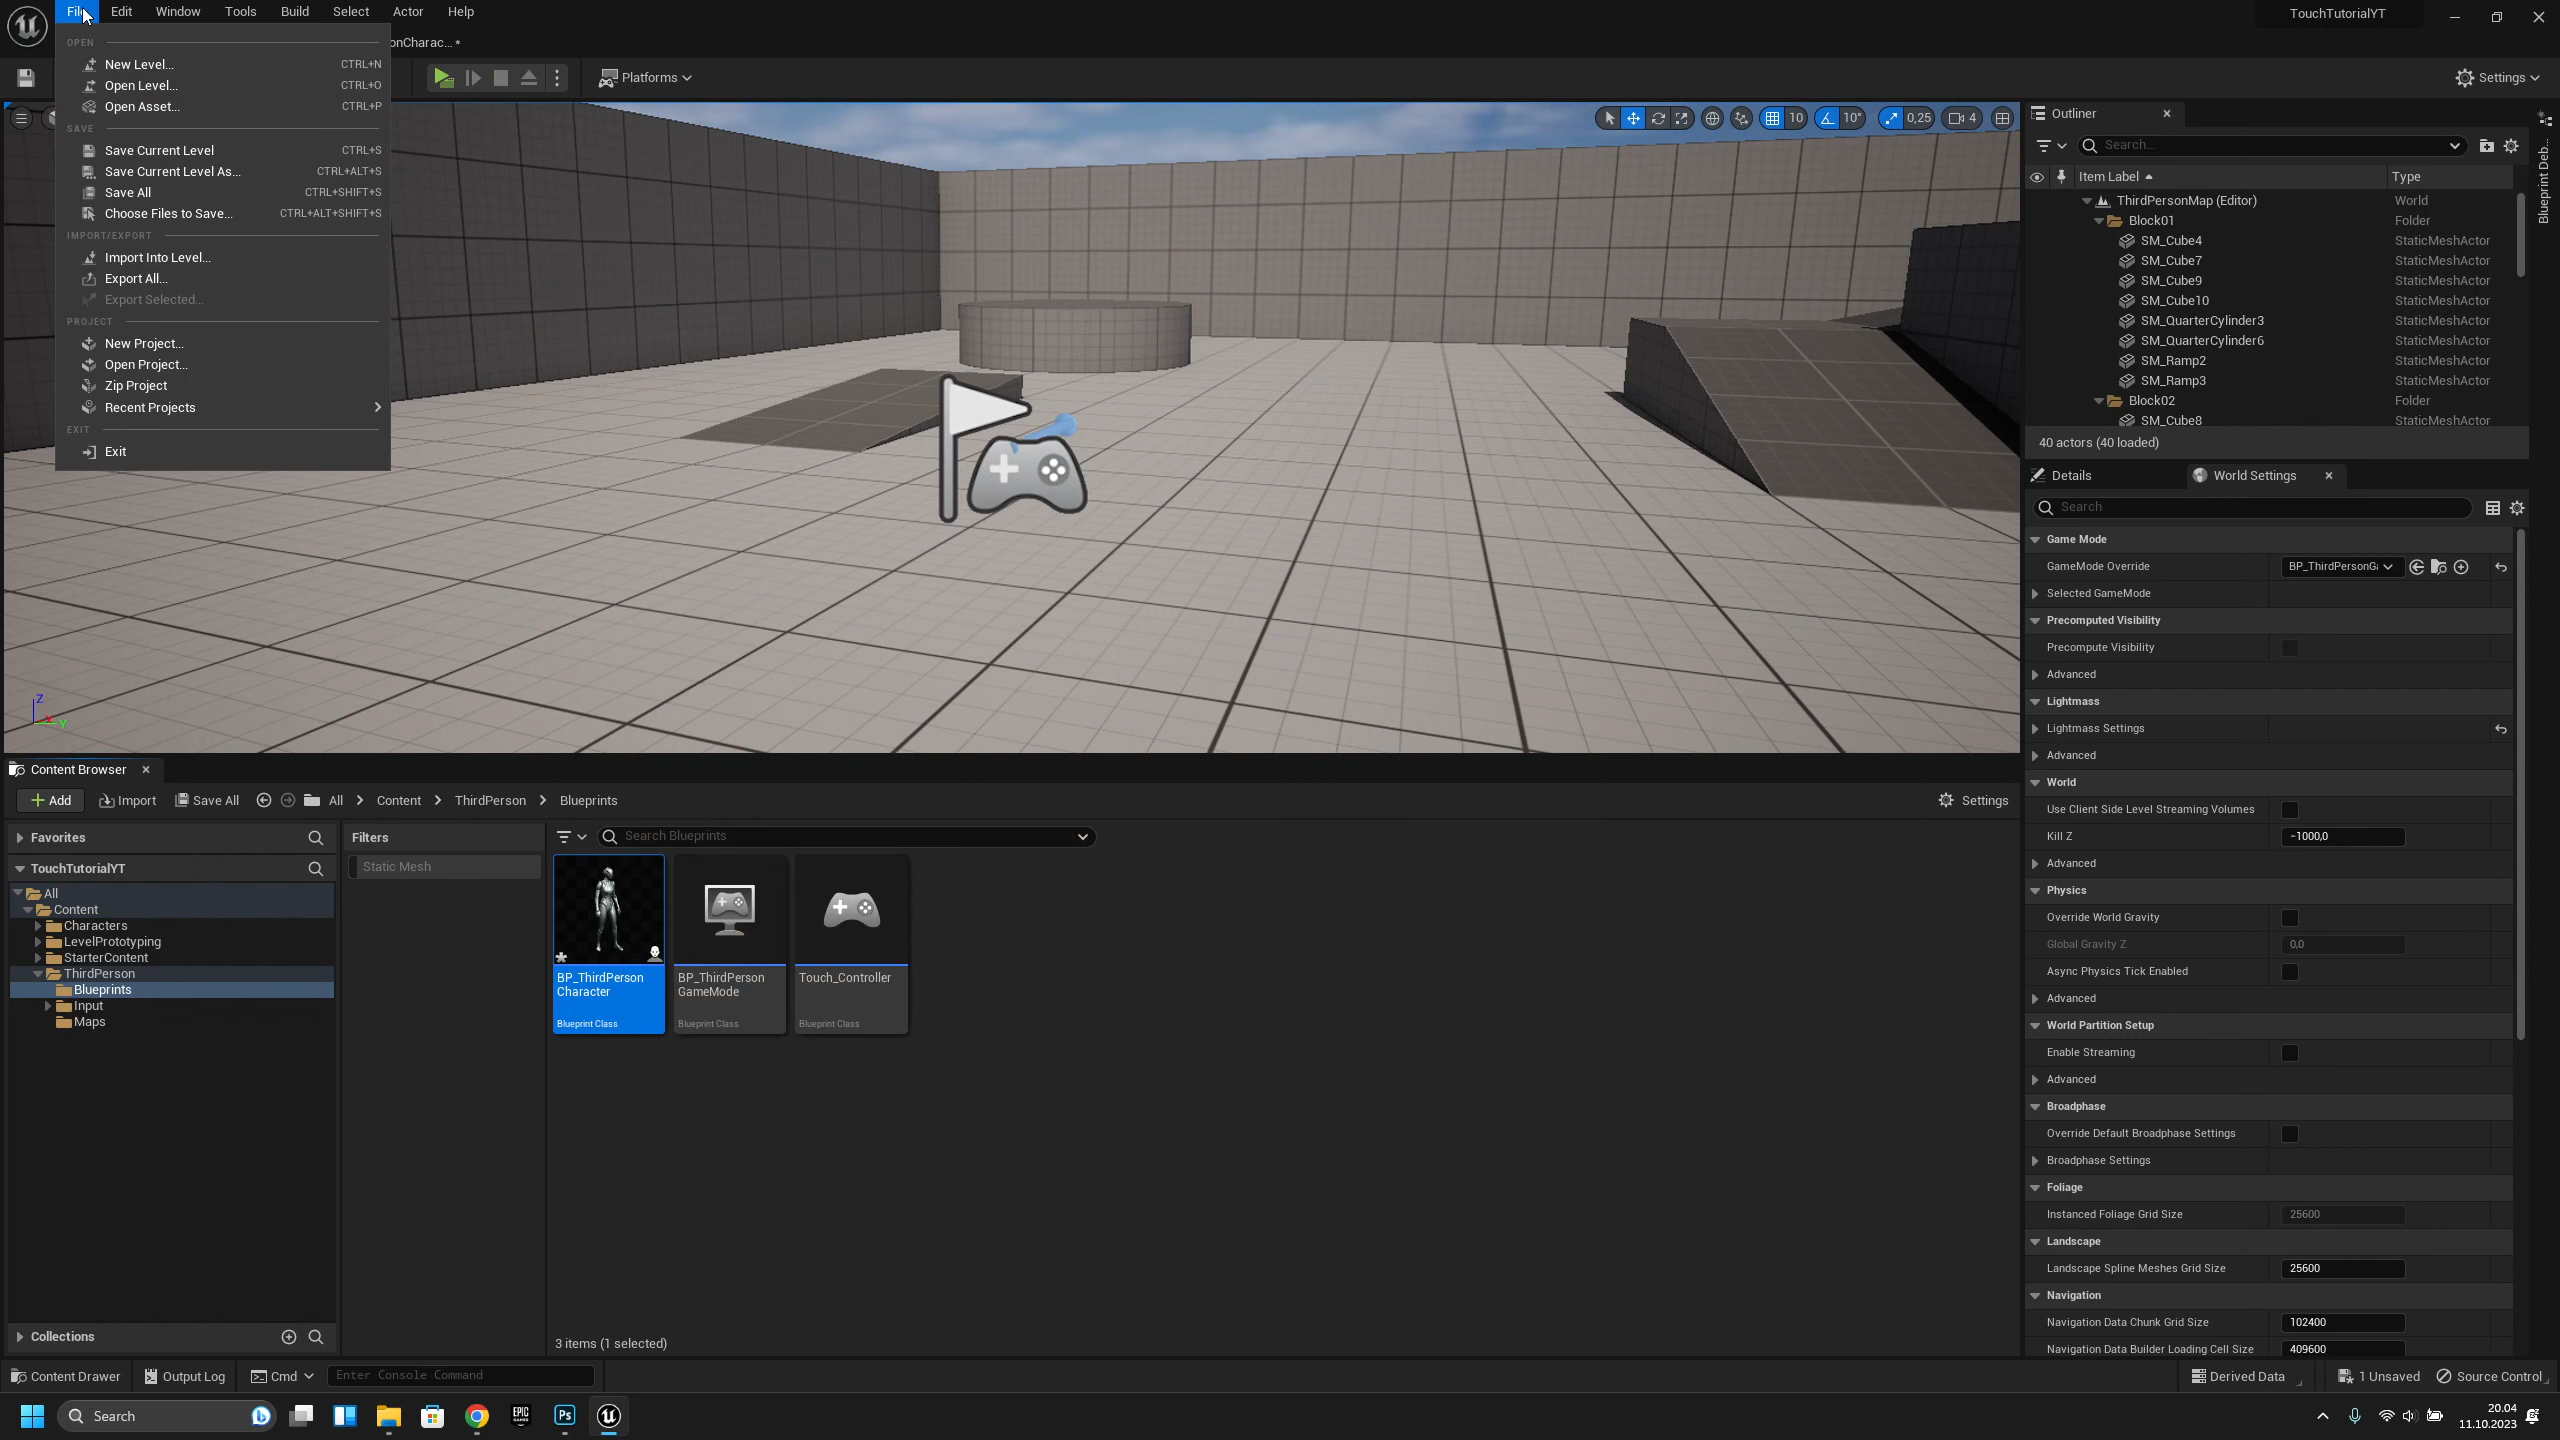 File Edit Window Tools Build Select Actor Help
TouchTutorialYT
onCharac... *
Platforms
Settings
OPEN
New Level... CTRL+N
Open Level... CTRL+O
Open Asset... CTRL+P
SAVE
Save Current Level CTRL+S
Save Current Level As... CTRL+ALT+S
Save All CTRL+SHIFT+S
Choose Files to Save... CTRL+ALT+SHIFT+S
IMPORT/EXPORT
Import Into Level...
Export All...
Export Selected...
PROJECT
New Project...
Open Project...
Zip Project
Recent Projects
EXIT
Exit
10 10° 0,25 4
Z
X
Y
Outliner
Search...
Item Label Type
ThirdPersonMap (Editor) World
Block01 Folder
SM_Cube4 StaticMeshActor
SM_Cube7 StaticMeshActor
SM_Cube9 StaticMeshActor
SM_Cube10 StaticMeshActor
SM_QuarterCylinder3 StaticMeshActor
SM_QuarterCylinder6 StaticMeshActor
SM_Ramp2 StaticMeshActor
SM_Ramp3 StaticMeshActor
Block02 Folder
SM_Cube8 StaticMeshActor
40 actors (40 loaded)
Blueprint Deb...
Details World Settings
Search
Game Mode
GameMode Override BP_ThirdPersonGa
Selected GameMode
Precomputed Visibility
Precompute Visibility
Advanced
Lightmass
Lightmass Settings
Advanced
World
Use Client Side Level Streaming Volumes
Kill Z -1000,0
Advanced
Physics
Override World Gravity
Global Gravity Z 0,0
Async Physics Tick Enabled
Advanced
World Partition Setup
Enable Streaming
Advanced
Broadphase
Override Default Broadphase Settings
Broadphase Settings
Foliage
Instanced Foliage Grid Size 25600
Landscape
Landscape Spline Meshes Grid Size 25600
Navigation
Navigation Data Chunk Grid Size 102400
Navigation Data Builder Loading Cell Size 409600
Content Browser
Add Import Save All All Content ThirdPerson Blueprints Settings
Favorites
TouchTutorialYT
All
Content
Characters
LevelPrototyping
StarterContent
ThirdPerson
Blueprints
Input
Maps
Collections
Filters
Static Mesh
Search Blueprints
BP_ThirdPerson
Character
Blueprint Class
BP_ThirdPerson
GameMode
Blueprint Class
Touch_Controller
Blueprint Class
3 items (1 selected)
Content Drawer Output Log Cmd Enter Console Command Derived Data 1 Unsaved Source Control
Search
EPIC
GAMES
Ps
20.04
11.10.2023